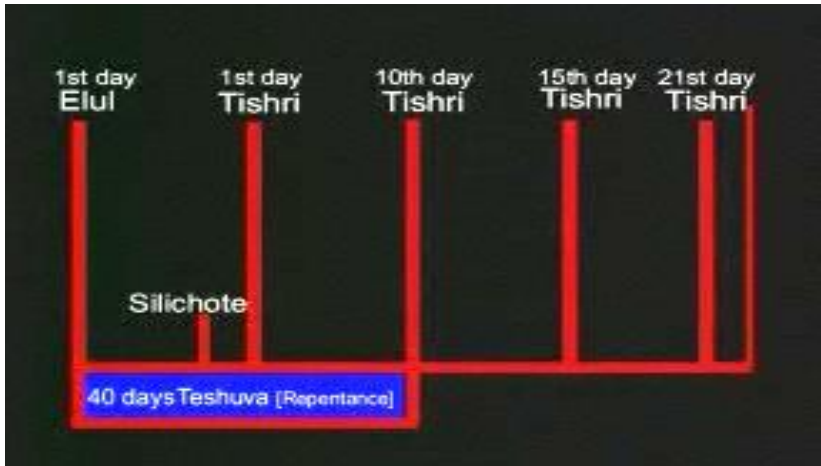 1st day
Elul
1st day
Tishri
10th day
Tishri
15th day
Tishri
21st day
Tishri
Silichote
40 days Teshuva [Repentance]